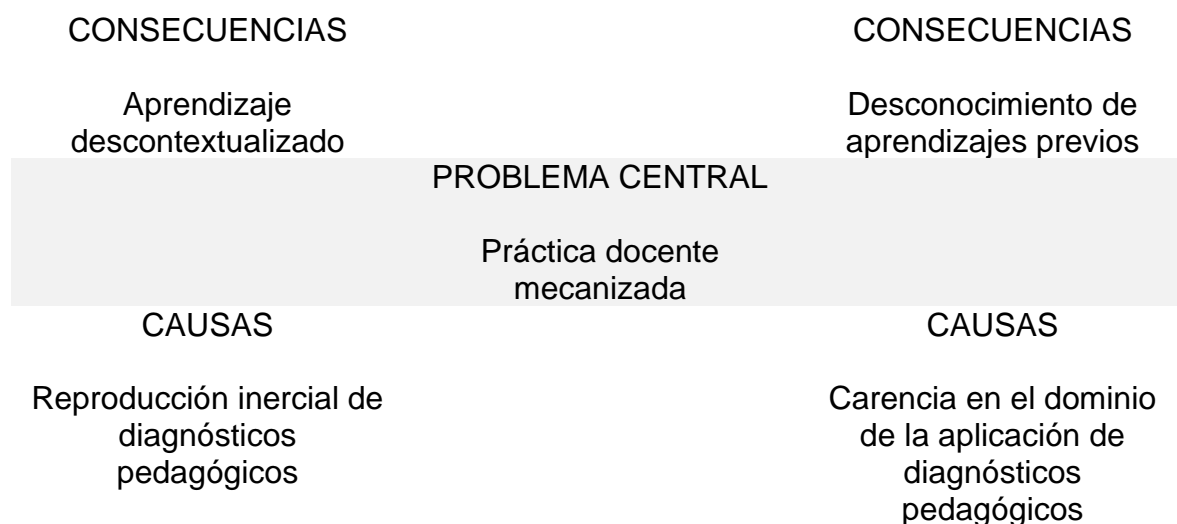 CONSECUENCIAS
CONSECUENCIAS
Aprendizaje
descontextualizado
Desconocimiento de
aprendizajes previos
PROBLEMA CENTRAL
Práctica docente
mecanizada
CAUSAS
CAUSAS
Reproducción inercial de
diagnósticos
pedagógicos
Carencia en el dominio
de la aplicación de
diagnósticos
pedagógicos